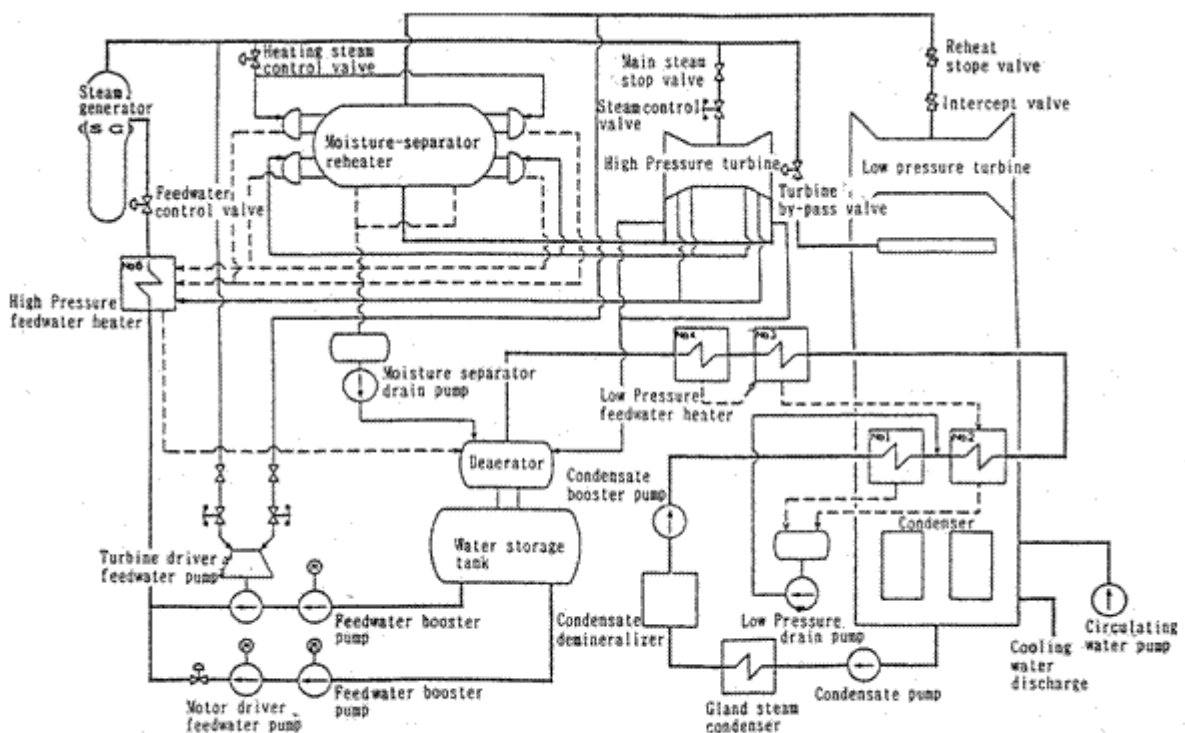 Heating steam
control valve
Steam
generator
SG
Moisture-separator
reheater
Main steam
stop valve
Steam control
valve
High Pressure turbine
Reheat
stope valve
Intercept valve
Low pressure turbine
Turbine
by-pass valve
Feedwater
control valve
No6
High Pressure
feedwater heater
Moisture separator
drain pump
No4
No3
Low Pressure
feedwater heater
Deaerator
Condensate
booster pump
No1
No2
Condenser
Water storage
tank
Turbine driver
feedwater pump
Feedwater booster
pump
Condensate
demineralizer
Low Pressure
drain pump
Circulating
water pump
Cooling
water
discharge
Motor driver
feedwater pump
Feedwater booster
pump
Gland steam
condenser
Condensate pump